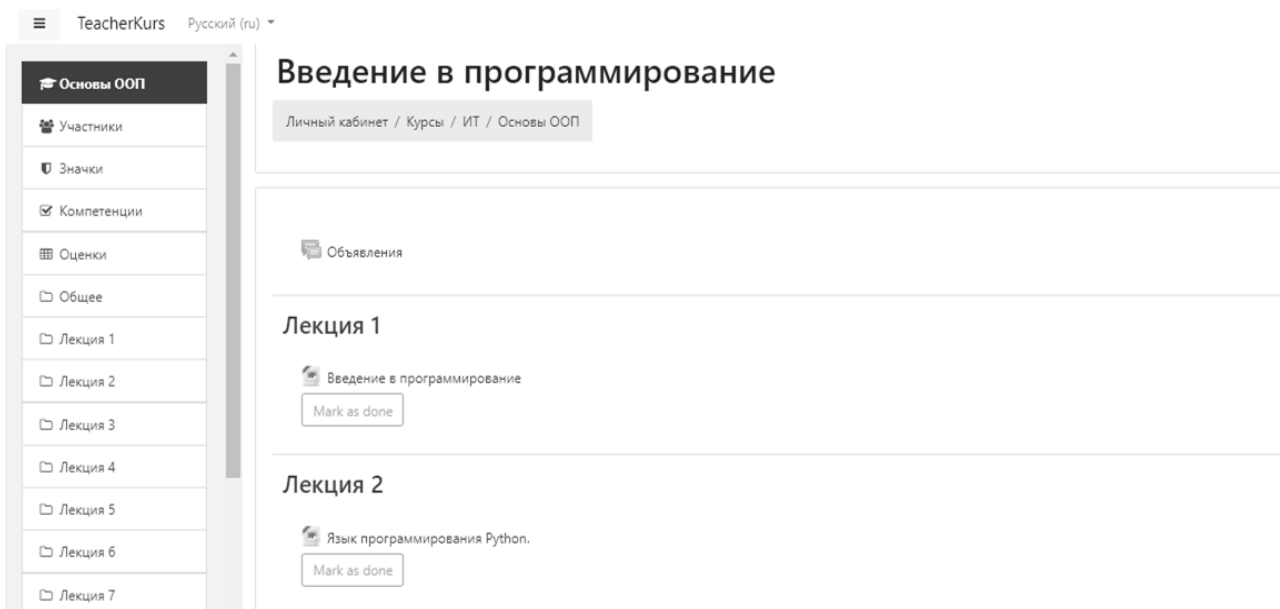 TeacherKurs Русский (ru)
Основы ООП
Участники
Значки
Компетенции
Оценки
Общее
Лекция 1
Лекция 2
Лекция 3
Лекция 4
Лекция 5
Лекция 6
Лекция 7
Введение в программирование
Личный кабинет / Курсы / ИТ / Основы ООП
Объявления
Лекция 1
Введение в программирование
Mark as done
Лекция 2
Язык программирования Python.
Mark as done